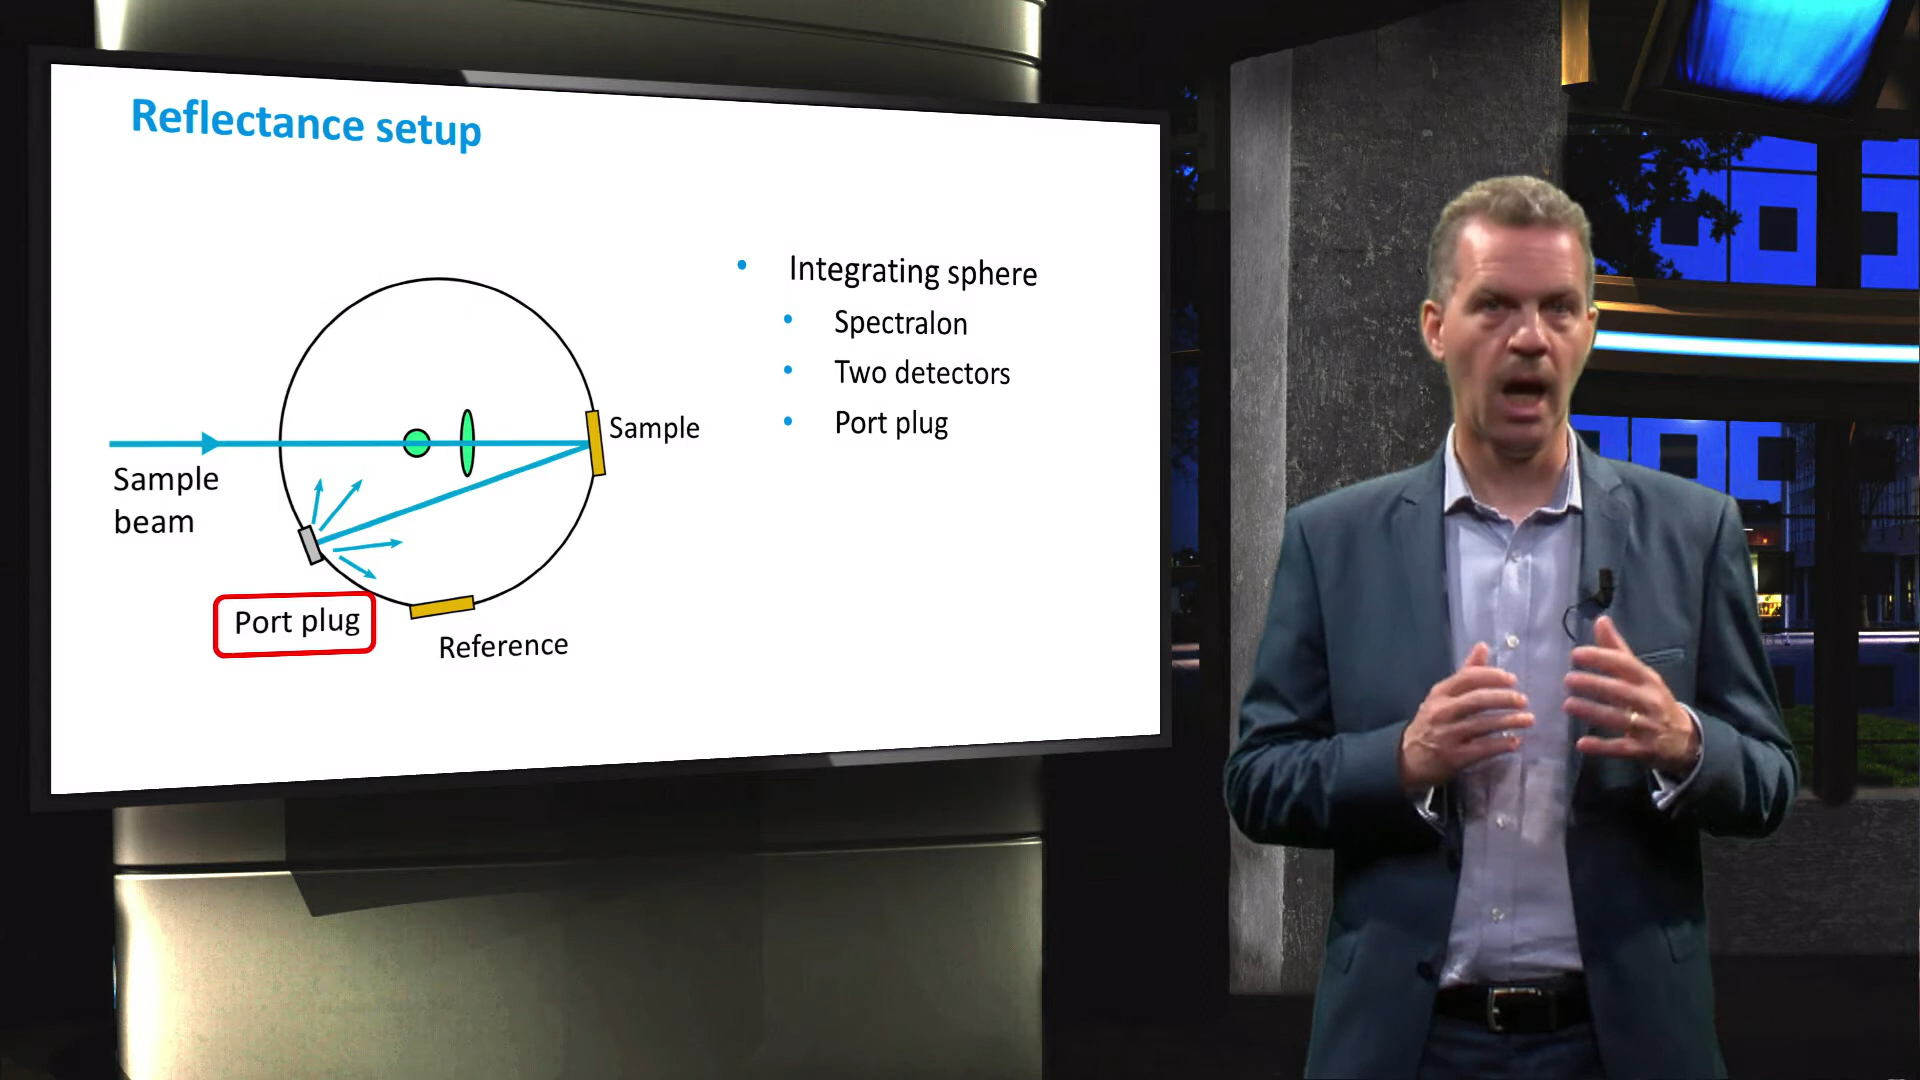 Reflectance setup
Integrating sphere
Spectralon
Two detectors
Port plug
Sample
Sample
beam
Port plug
Reference